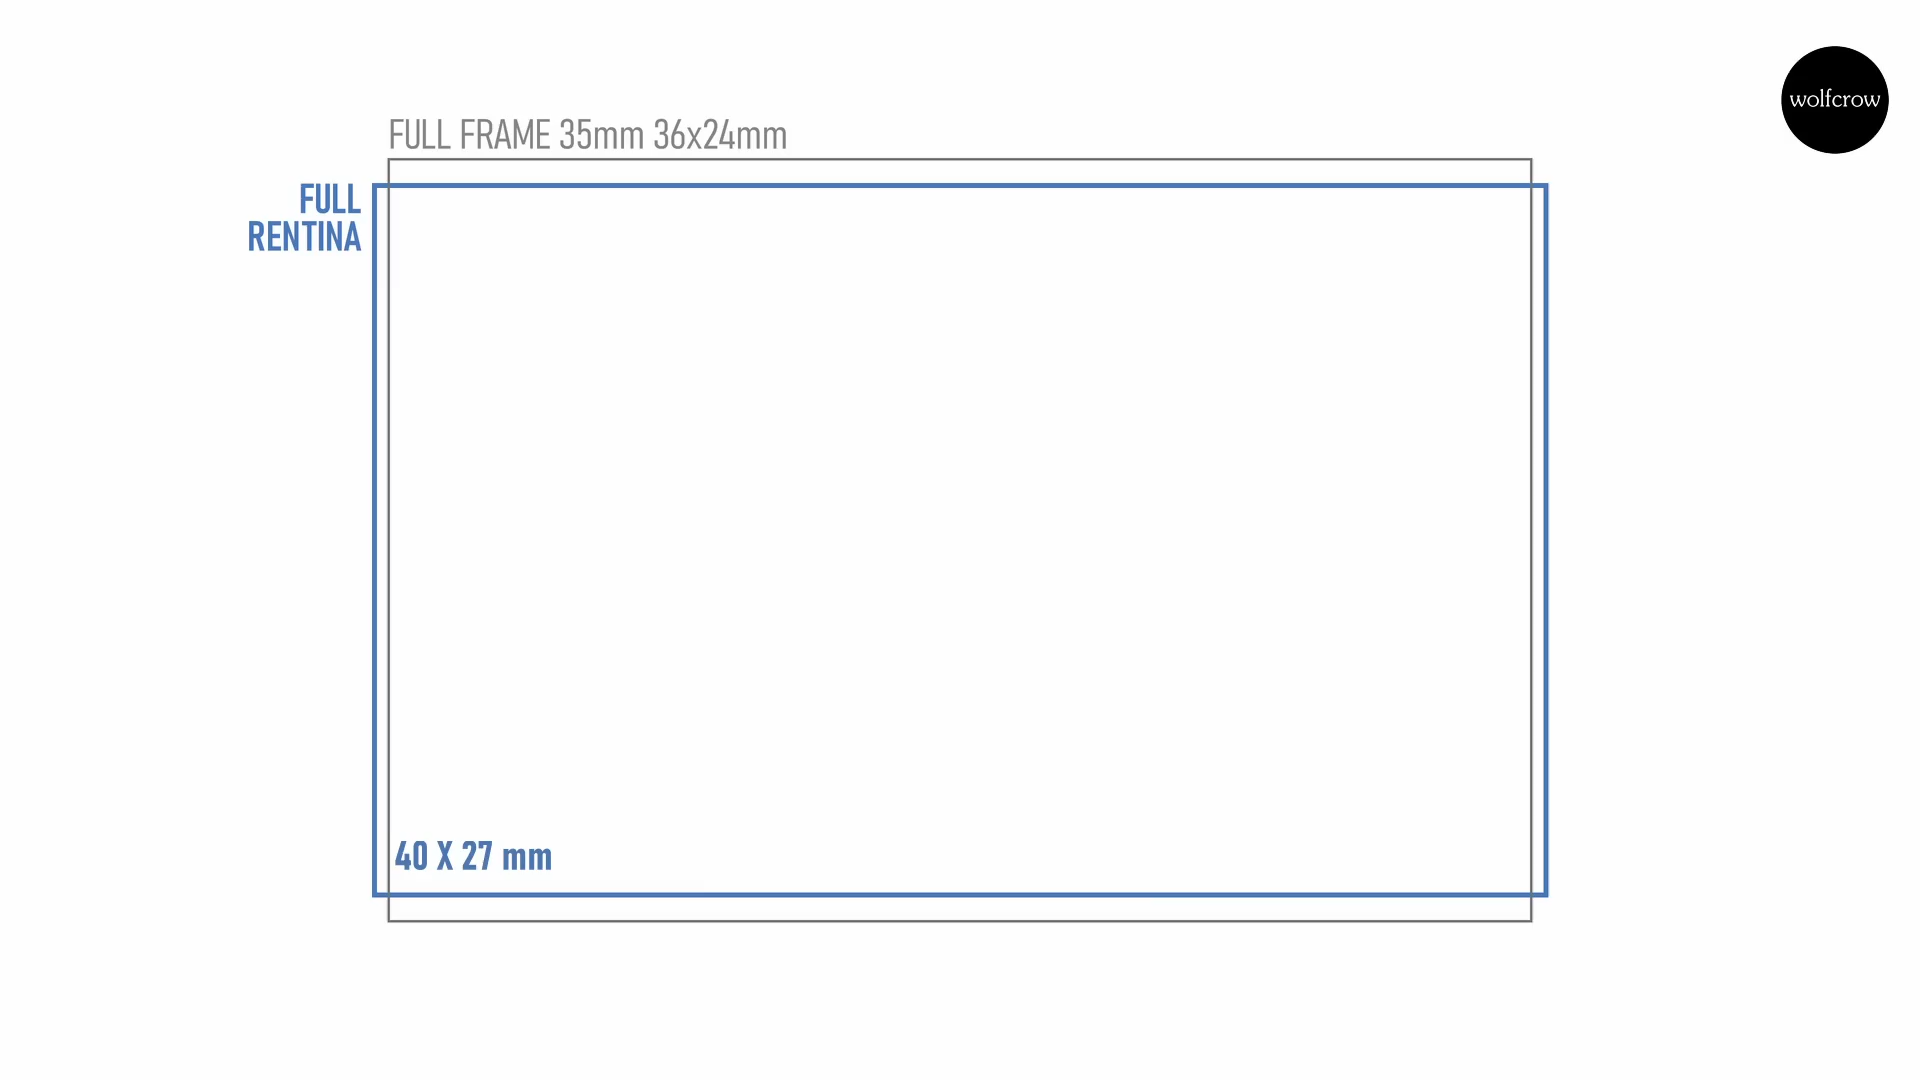 wolfcrow
FULL FRAME 35mm 36x24mm
FULL
RENTINA
40 X 27 mm